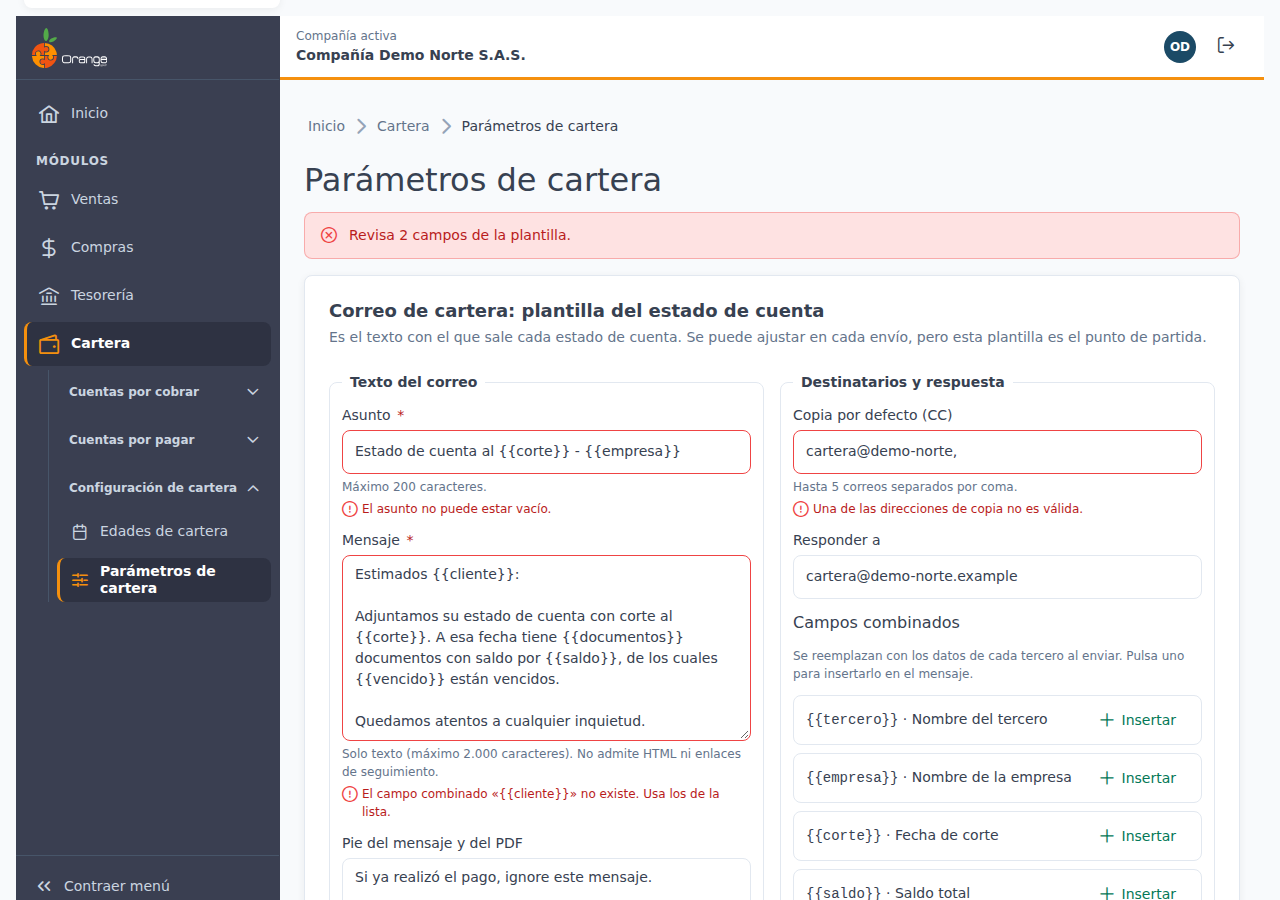 Orange
Compañía activa
Compañía Demo Norte S.A.S.
OD
Inicio
MÓDULOS
Ventas
Compras
Tesorería
Cartera
Cuentas por cobrar
Cuentas por pagar
Configuración de cartera
Edades de cartera
Parámetros de
cartera
Contraer menú
Inicio > Cartera > Parámetros de cartera
Parámetros de cartera
Revisa 2 campos de la plantilla.
Correo de cartera: plantilla del estado de cuenta
Es el texto con el que sale cada estado de cuenta. Se puede ajustar en cada envío, pero esta plantilla es el punto de partida.
Texto del correo
Asunto *
Estado de cuenta al {{corte}} - {{empresa}}
Máximo 200 caracteres.
El asunto no puede estar vacío.
Mensaje *
Estimados {{cliente}}:
Adjuntamos su estado de cuenta con corte al
{{corte}}. A esa fecha tiene {{documentos}}
documentos con saldo por {{saldo}}, de los cuales
{{vencido}} están vencidos.
Quedamos atentos a cualquier inquietud.
Solo texto (máximo 2.000 caracteres). No admite HTML ni enlaces
de seguimiento.
El campo combinado «{{cliente}}» no existe. Usa los de la
lista.
Pie del mensaje y del PDF
Si ya realizó el pago, ignore este mensaje.
Destinatarios y respuesta
Copia por defecto (CC)
cartera@demo-norte,
Hasta 5 correos separados por coma.
Una de las direcciones de copia no es válida.
Responder a
cartera@demo-norte.example
Campos combinados
Se reemplazan con los datos de cada tercero al enviar. Pulsa uno
para insertarlo en el mensaje.
{{tercero}} · Nombre del tercero + Insertar
{{empresa}} · Nombre de la empresa + Insertar
{{corte}} · Fecha de corte + Insertar
{{saldo}} · Saldo total + Insertar